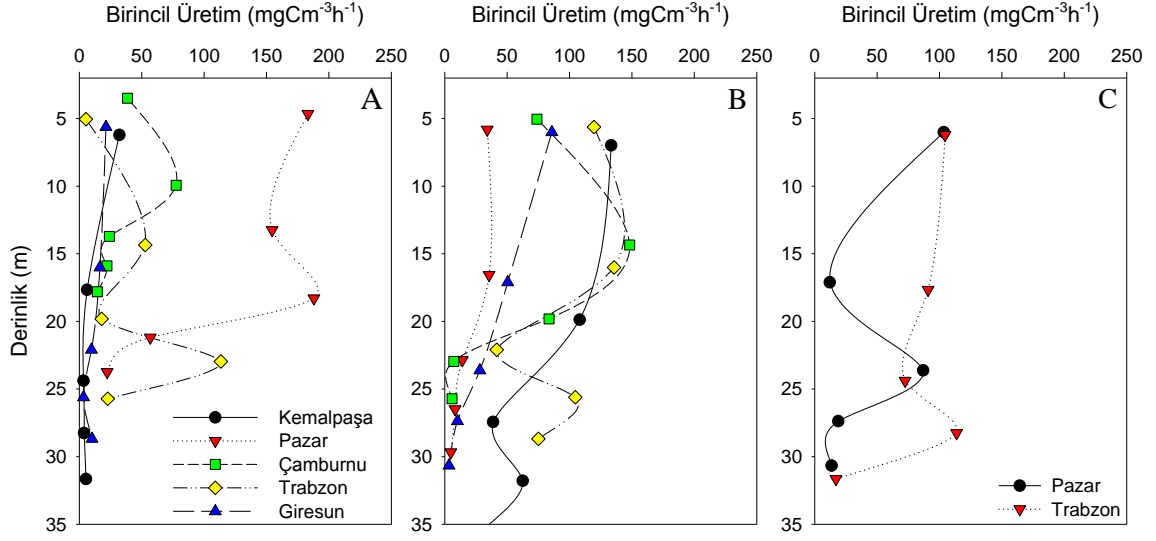 Birincil Üretim (mgCm-3h-1)
Birincil Üretim (mgCm-3h-1)
Birincil Üretim (mgCm-3h-1)
0 50 100 150 200 250
0 50 100 150 200 250
0 50 100 150 200 250
A
B
C
Derinlik (m)
5
10
15
20
25
30
35
5
10
15
20
25
30
35
5
10
15
20
25
30
35
Kemalpaşa
Pazar
Çamburnu
Trabzon
Giresun
Pazar
Trabzon